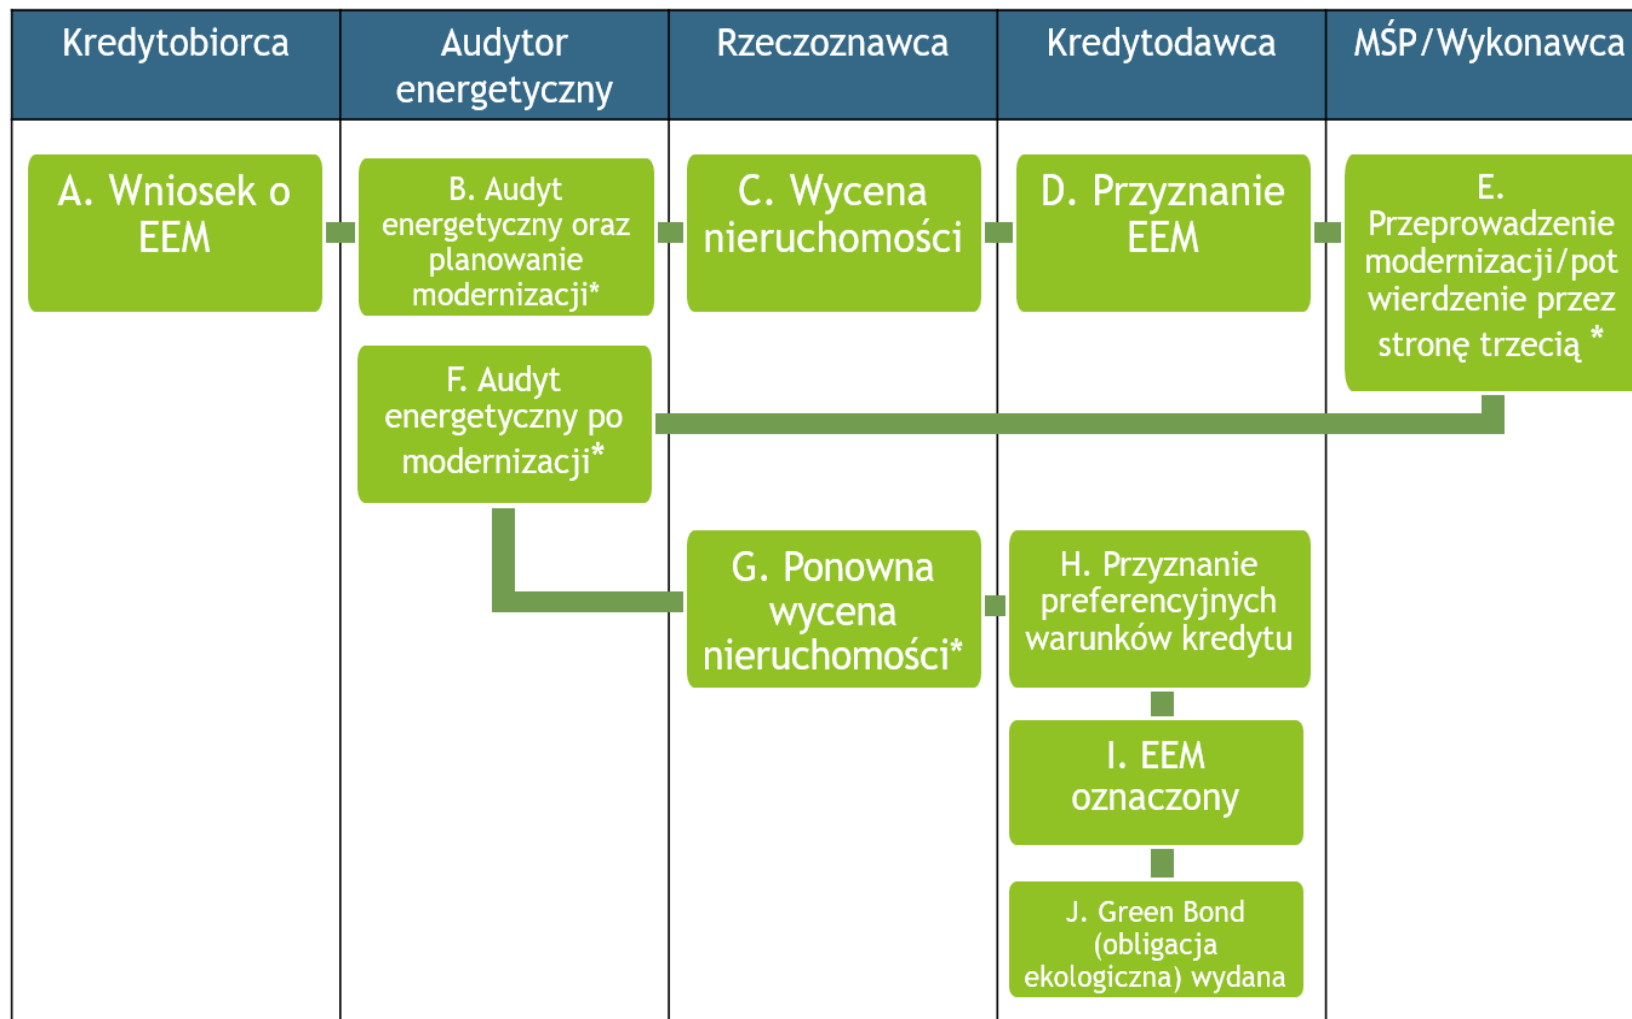 Kredytobiorca
Audytor
energetyczny
Rzeczoznawca
Kredytodawca
MŚP/Wykonawca
A. Wniosek o
EEM
B. Audyt
energetyczny oraz
planowanie
modernizacji*
C. Wycena
nieruchomości
D. Przyznanie
EEM
E.
Przeprowadzenie
modernizacji/pot
wierdzenie przez
stronę trzecią *
F. Audyt
energetyczny po
modernizacji*
G. Ponowna
wycena
nieruchomości*
H. Przyznanie
preferencyjnych
warunków kredytu
I. EEM
oznaczony
J. Green Bond
(obligacja
ekologiczna) wydana